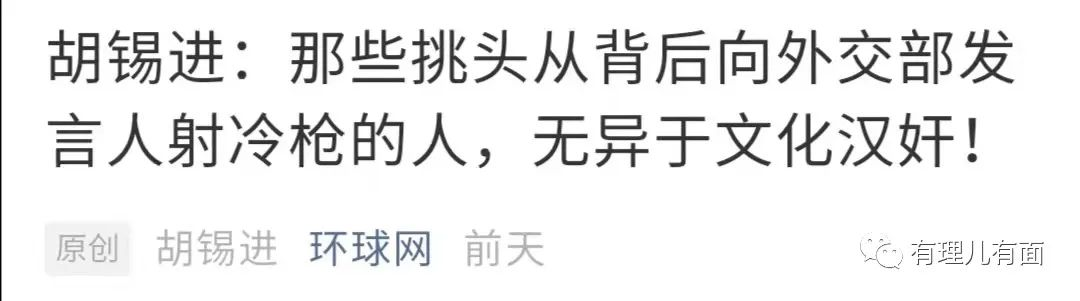 胡锡进：那些挑头从背后向外交部发
言人射冷枪的人，无异于文化汉奸！
原创 胡锡进 环球网 前天
有理儿有面